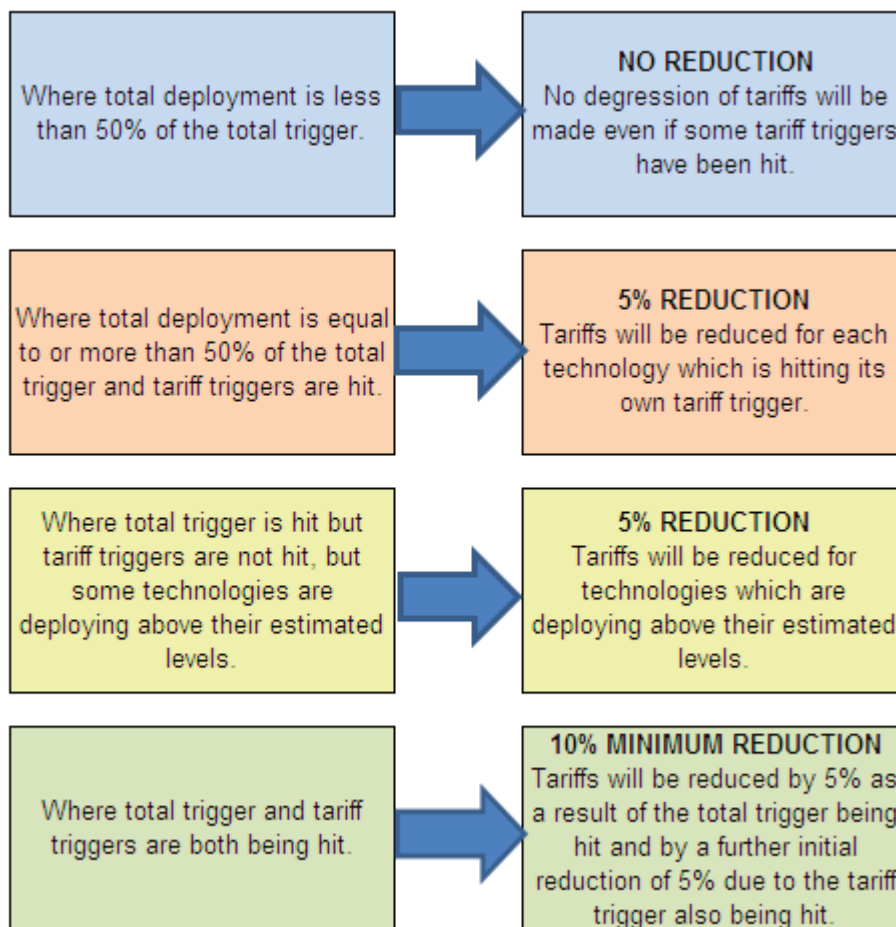 Where total deployment is less
than 50% of the total trigger.
NO REDUCTION
No degression of tariffs will be
made even if some tariff triggers
have been hit.
Where total deployment is equal
to or more than 50% of the total
trigger and tariff triggers are hit.
5% REDUCTION
Tariffs will be reduced for each
technology which is hitting its
own tariff trigger.
Where total trigger is hit but
tariff triggers are not hit, but
some technologies are
deploying above their estimated
levels.
5% REDUCTION
Tariffs will be reduced for
technologies which are
deploying above their estimated
levels.
Where total trigger and tariff
triggers are both being hit.
10% MINIMUM REDUCTION
Tariffs will be reduced by 5% as
a result of the total trigger being
hit and by a further initial
reduction of 5% due to the tariff
trigger also being hit.